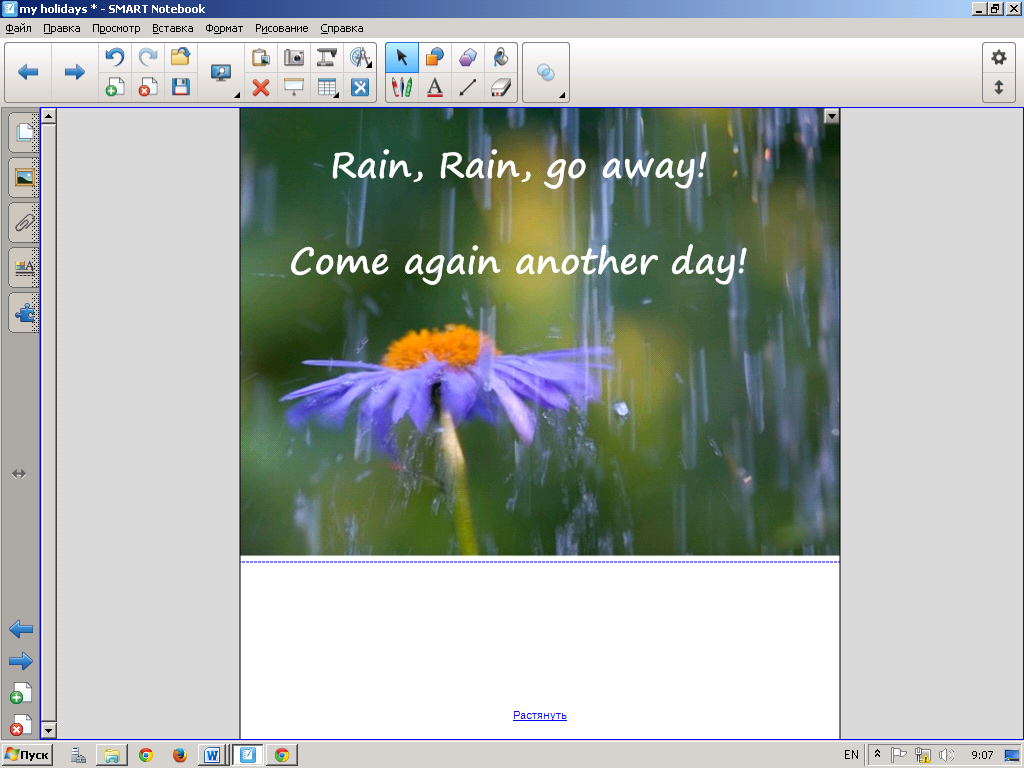 my holidays * - SMART Notebook
Файл Правка Просмотр Вставка Формат Рисование Справка
Rain, Rain, go away!
Come again another day!
Растянуть
Пуск
EN
9:07